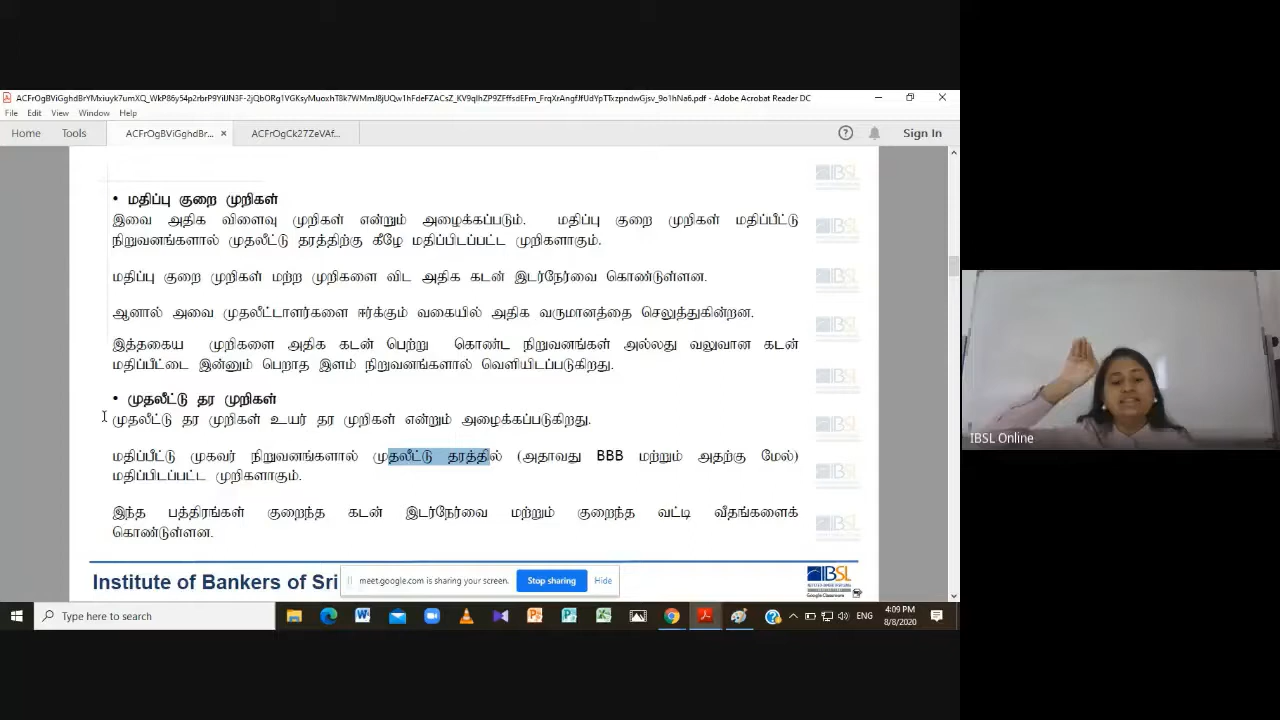 ACFrOgBViGghdBrYMxiuyk7umXQ_WkP86y54p2rbrP9YiIJN3F-2jQbORg1VGKsyMuoxhT8k7WMmJ8jUQw1hFdeFZACsZ_KV9qlhZP9ZFffsdEFm_FrqXrAngfJfUdYpTTxzpndwGjsv_9o1hNa6.pdf - Adobe Acrobat Reader DC
File Edit View Window Help
Home Tools ACFrOgBViGghdBr... × ACFrOgCk27ZeVAf... Sign In
• மதிப்பு குறை முறிகள்
இவை அதிக விளைவு முறிகள் என்றும் அழைக்கப்படும். மதிப்பு குறை முறிகள் மதிப்பீட்டு
நிறுவனங்களால் முதலீட்டு தரத்திற்கு கீழே மதிப்பிடப்பட்ட முறிகளாகும்.
மதிப்பு குறை முறிகள் மற்ற முறிகளை விட அதிக கடன் இடர்நேர்வை கொண்டுள்ளன.
ஆனால் அவை முதலீட்டாளர்களை ஈர்க்கும் வகையில் அதிக வருமானத்தை செலுத்துகின்றன.
இத்தகைய முறிகளை அதிக கடன் பெற்று கொண்ட நிறுவனங்கள் அல்லது வலுவான கடன்
மதிப்பீட்டை இன்னும் பெறாத இளம் நிறுவனங்களால் வெளியிடப்படுகிறது.
• முதலீட்டு தர முறிகள்
முதலீட்டு தர முறிகள் உயர் தர முறிகள் என்றும் அழைக்கப்படுகிறது.
மதிப்பீட்டு முகவர் நிறுவனங்களால் முதலீட்டு தரத்தில் (அதாவது BBB மற்றும் அதற்கு மேல்)
மதிப்பிடப்பட்ட முறிகளாகும்.
இந்த பத்திரங்கள் குறைந்த கடன் இடர்நேர்வை மற்றும் குறைந்த வட்டி வீதங்களைக்
கொண்டுள்ளன.
Institute of Bankers of Sri
meet.google.com is sharing your screen. Stop sharing Hide
IBSL
Google Classroom
Type here to search
ENG
4:09 PM
8/8/2020
IBSL Online